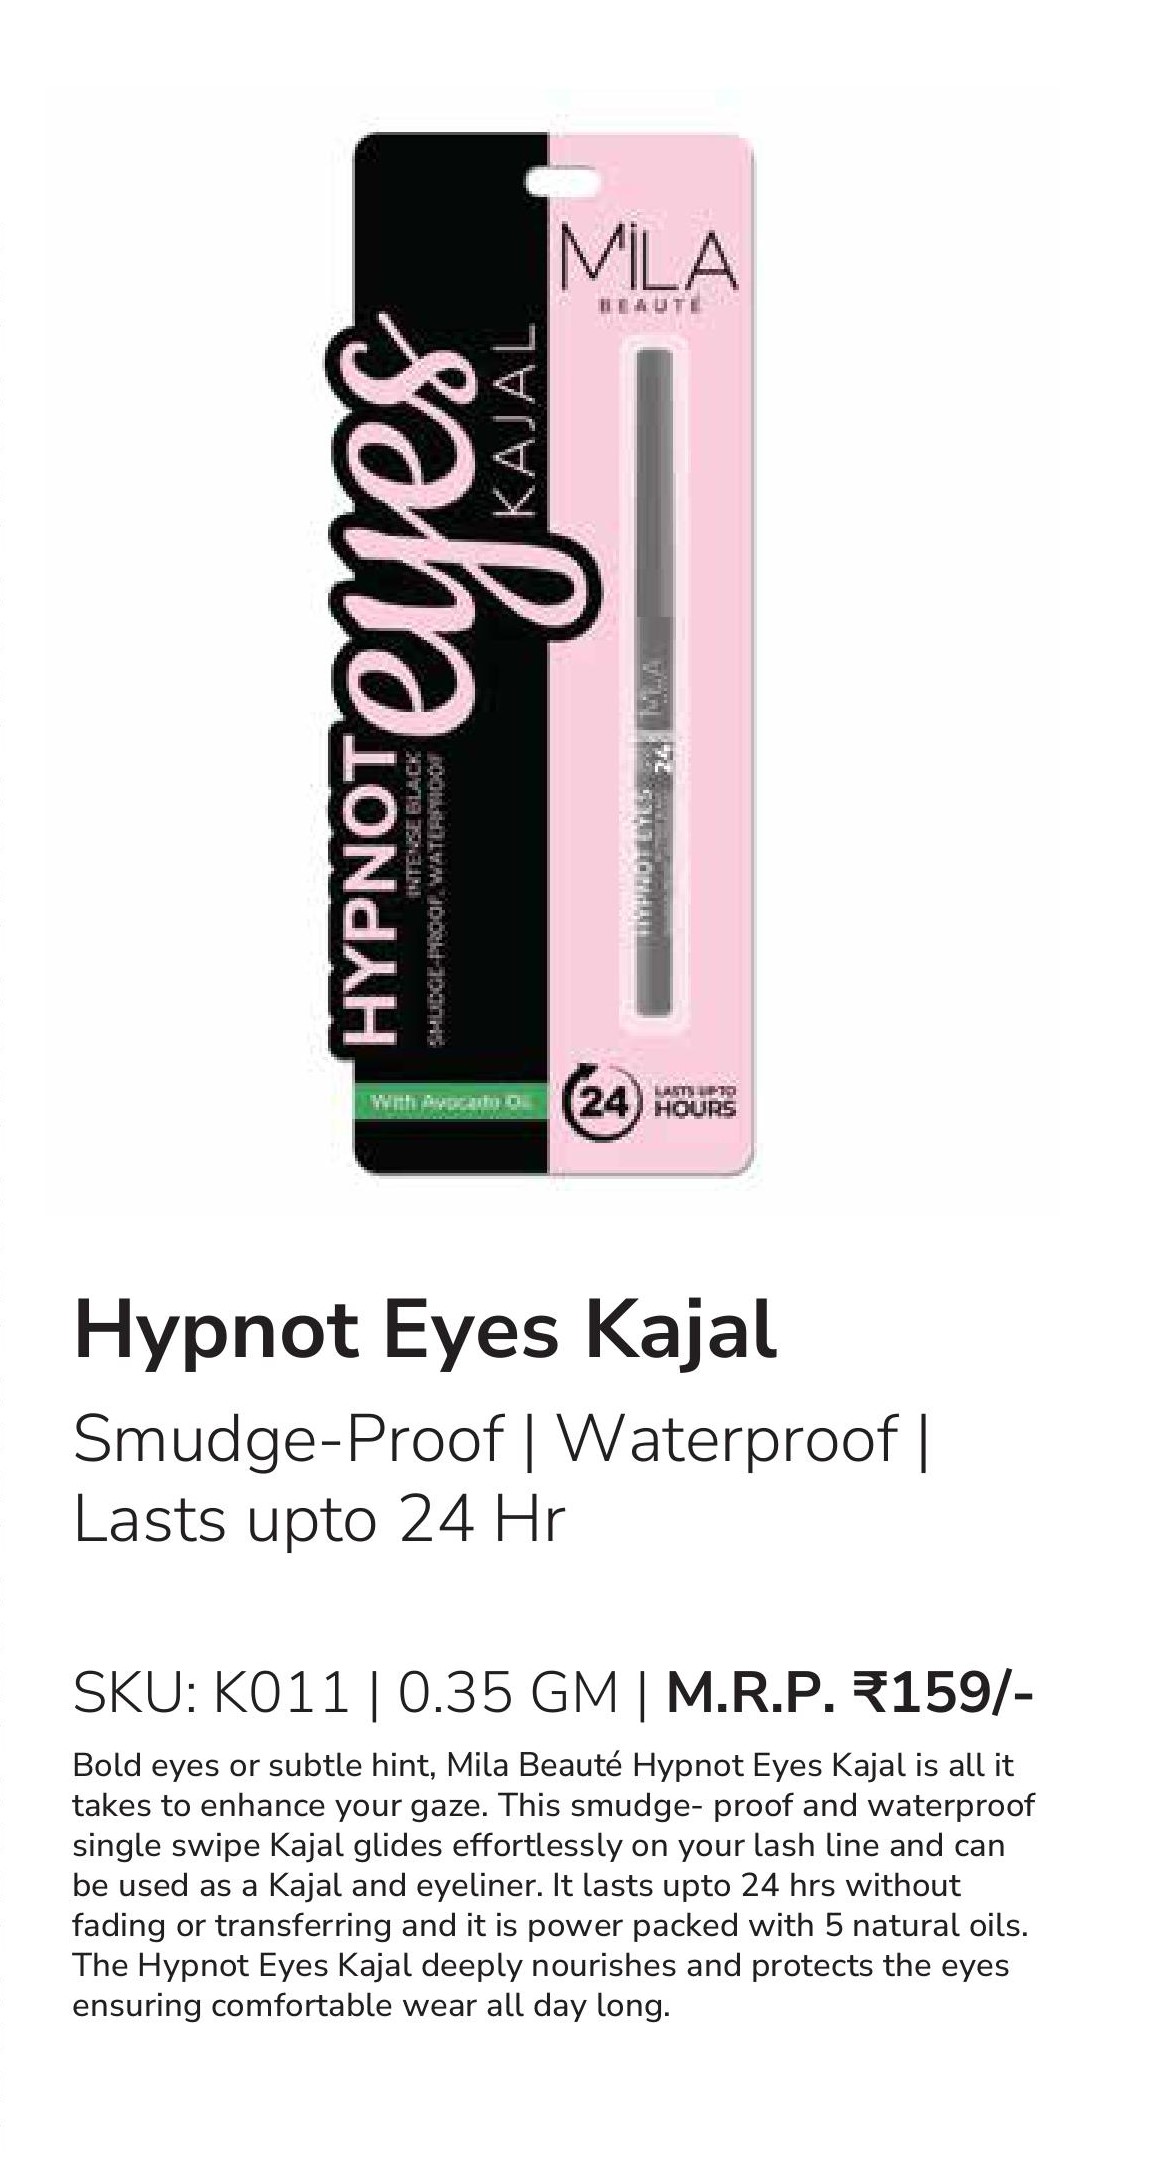 MiLA
BEAUTÉ
HYPNOT eyes
KAJAL
INTENSE BLACK
SMUDGE-PROOF, WATERPROOF
MiLA
HYPNOT EYES
24
With Avocado Oil
24 LASTS UPTO
HOURS
Hypnot Eyes Kajal
Smudge-Proof | Waterproof |
Lasts upto 24 Hr
SKU: K011 | 0.35 GM | M.R.P. ₹159/-
Bold eyes or subtle hint, Mila Beauté Hypnot Eyes Kajal is all it
takes to enhance your gaze. This smudge- proof and waterproof
single swipe Kajal glides effortlessly on your lash line and can
be used as a Kajal and eyeliner. It lasts upto 24 hrs without
fading or transferring and it is power packed with 5 natural oils.
The Hypnot Eyes Kajal deeply nourishes and protects the eyes
ensuring comfortable wear all day long.